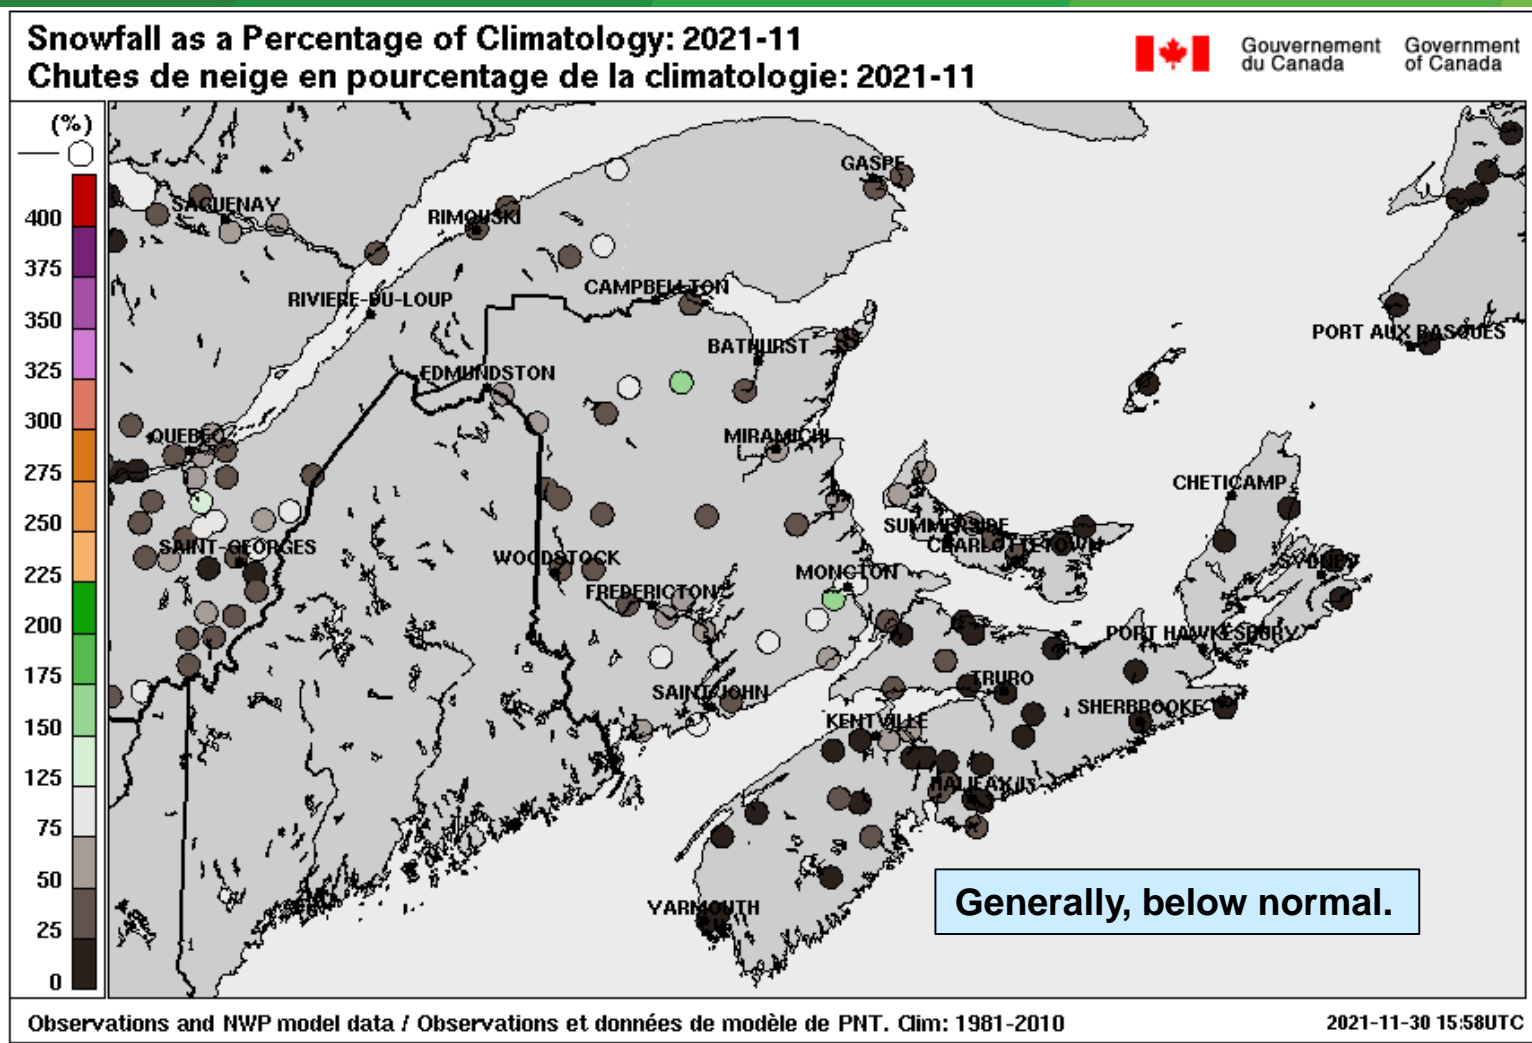 Snowfall as a Percentage of Climatology: 2021-11
Chutes de neige en pourcentage de la climatologie: 2021-11
Gouvernement du Canada
Government of Canada
(%)
400
375
350
325
300
275
250
225
200
175
150
125
75
50
25
0
GASPE
SAGUENAY
RIMOUSKI
CAMPBELLTON
RIVIERE-DU-LOUP
PORT AUX BASQUES
BATHURST
EDMUNDSTON
QUEBEC
MIRAMICHI
CHETICAMP
SUMMERSIDE
CHARLOTTETOWN
SAINT-GEORGES
WOODSTOCK
MONCTON
SYDNEY
FREDERICTON
PORT HAWKESBURY
TRURO
SAINT JOHN
SHERBROOKE
KENTVILLE
HALIFAX
YARMOUTH
Generally, below normal.
Observations and NWP model data / Observations et données de modèle de PNT. Clim: 1981-2010
2021-11-30 15:58UTC